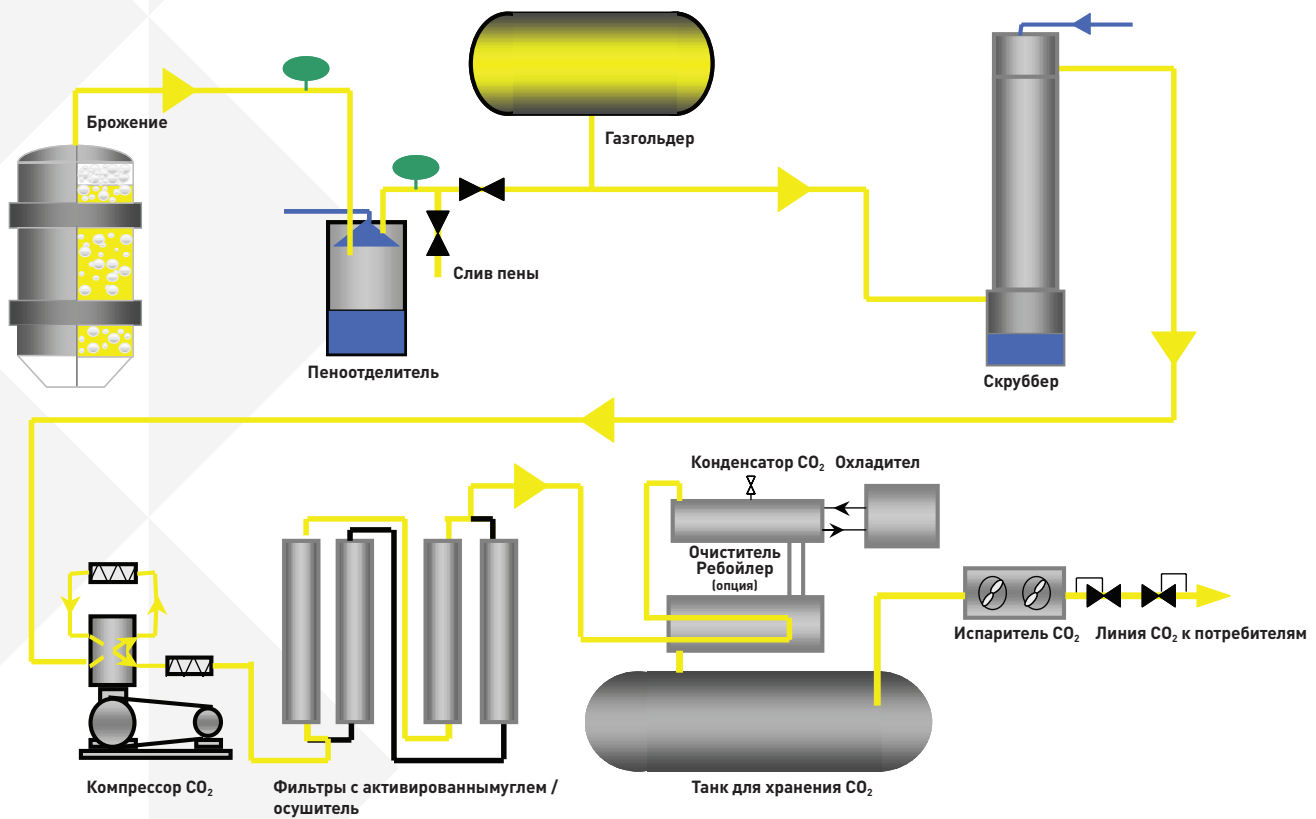 Брожение
Газгольдер
Слив пены
Пеноотделитель
Скруббер
Конденсатор CO₂
Охладител
Очиститель
Ребойлер
(опция)
Испаритель CO₂
Линия CO₂ к потребителям
Компрессор CO₂
Фильтры с активированнымуглем /
осушитель
Танк для хранения CO₂